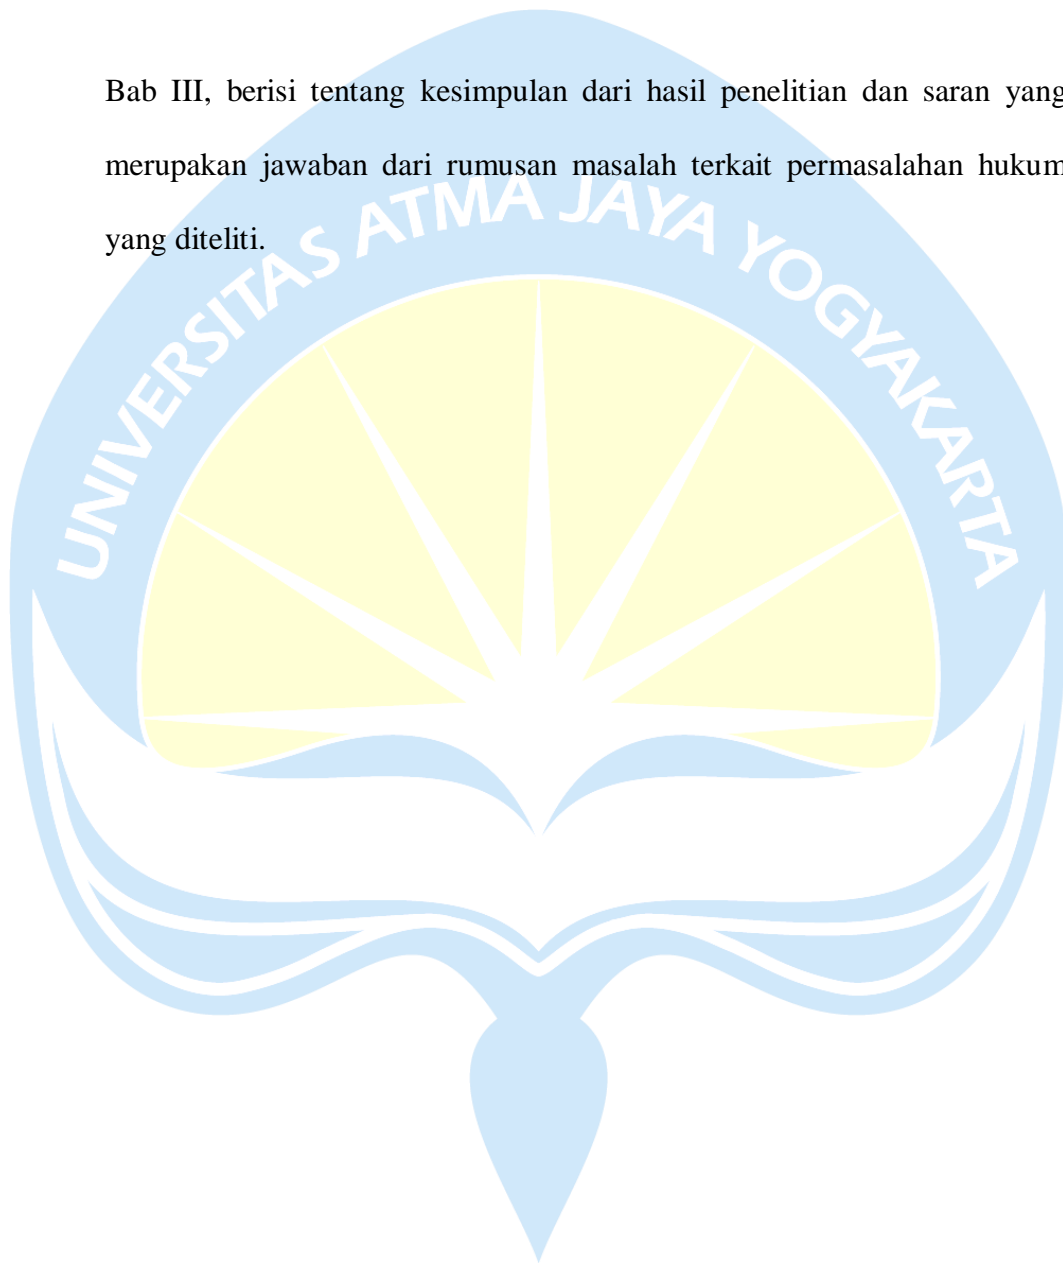 Bab III, berisi tentang kesimpulan dari hasil penelitian dan saran yang
merupakan jawaban dari rumusan masalah terkait permasalahan hukum
yang diteliti.
UNIVERSITAS ATMA JAYA YOGYAKARTA